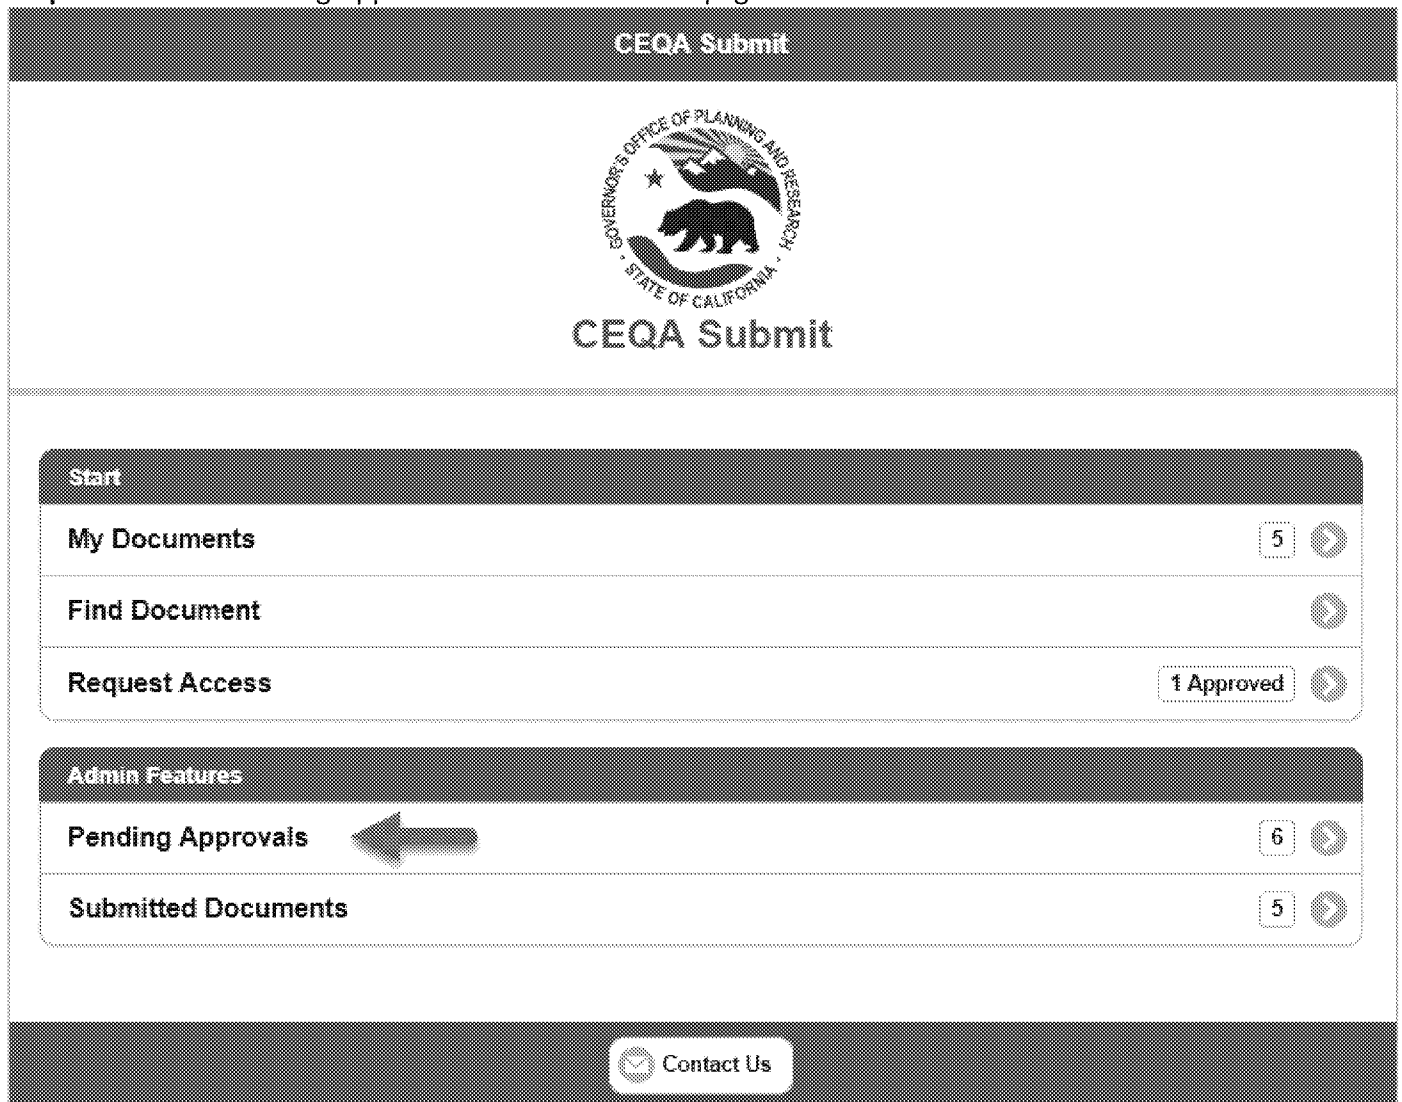 CEQA Submit
GOVERNOR'S OFFICE OF PLANNING AND RESEARCH
· STATE OF CALIFORNIA ·
CEQA Submit
Start
My Documents 5
Find Document
Request Access 1 Approved
Admin Features
Pending Approvals 6
Submitted Documents 5
Contact Us